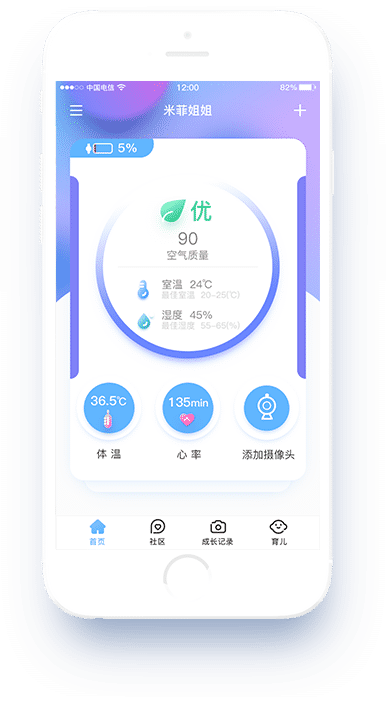 中国电信 12:00 82%
米菲姐姐
5%
优
90
空气质量
室温 24℃
最佳室温 20-25(℃)
湿度 45%
最佳湿度 55-65(%)
36.5℃ 135min
体 温 心 率 添加摄像头
首页 社区 成长记录 育儿